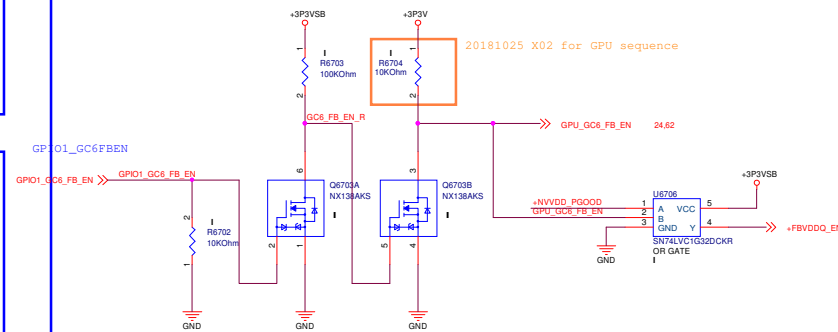 +3P3VSB
+3P3V
1
R6703
100KOhm
2
1
R6704
10KOhm
2
20181025 X02 for GPU sequence
GC6_FB_EN_R
GPU_GC6_FB_EN 24,62
GPIO1_GC6FBEN
GPIO1_GC6_FB_EN
GPIO1_GC6_FB_EN
6
Q6703A
NX138AKS
3
Q6703B
NX138AKS
+3P3VSB
2
R6702
10KOhm
1
2
1
5
4
U6706
+NVVDD_PGOOD 1 A VCC 5
GPU_GC6_FB_EN 2 B
3 GND Y 4
+FBVDDQ_EN
SN74LVC1G32DCKR
OR GATE
GND
GND
GND
GND